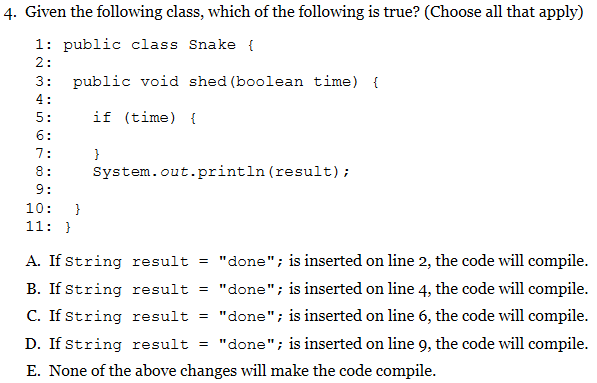 4. Given the following class, which of the following is true? (Choose all that apply)
1: public class Snake {
2:
3: public void shed(boolean time) {
4:
5: if (time) {
6:
7: }
8: System.out.println(result);
9:
10: }
11: }
A. If String result = "done"; is inserted on line 2, the code will compile.
B. If String result = "done"; is inserted on line 4, the code will compile.
C. If String result = "done"; is inserted on line 6, the code will compile.
D. If String result = "done"; is inserted on line 9, the code will compile.
E. None of the above changes will make the code compile.